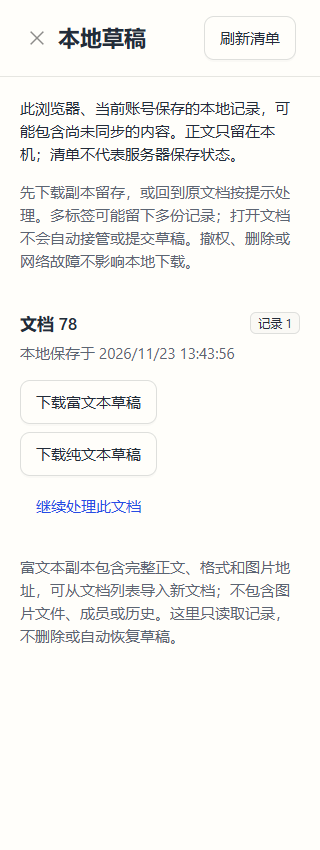 本地草稿
刷新清单
此浏览器、当前账号保存的本地记录，可
能包含尚未同步的内容。正文只留在本
机；清单不代表服务器保存状态。
先下载副本留存，或回到原文档按提示处
理。多标签可能留下多份记录；打开文档
不会自动接管或提交草稿。撤权、删除或
网络故障不影响本地下载。
文档 78
记录 1
本地保存于 2026/11/23 13:43:56
下载富文本草稿
下载纯文本草稿
继续处理此文档
富文本副本包含完整正文、格式和图片地
址，可从文档列表导入新文档；不包含图
片文件、成员或历史。这里只读取记录，
不删除或自动恢复草稿。